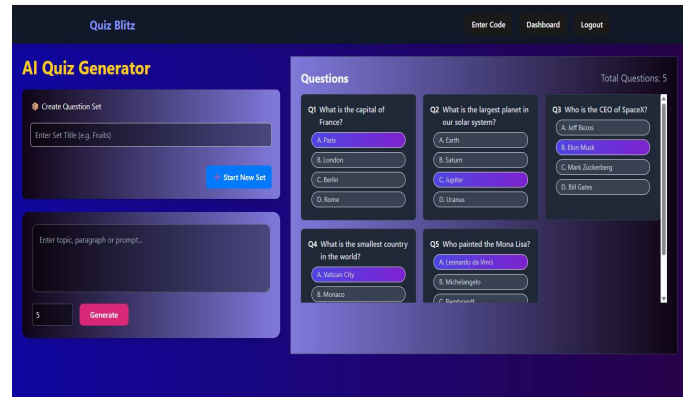 Quiz Blitz
Enter Code Dashboard Logout
AI Quiz Generator
Create Question Set
Enter Set Title (e.g. Fruits)
+ Start New Set
Enter topic, paragraph or prompt...
5
Generate
Questions
Total Questions: 5
Q1 What is the capital of
France?
A. Paris
B. London
C. Berlin
D. Rome
Q2 What is the largest planet in
our solar system?
A. Earth
B. Saturn
C. Jupiter
D. Uranus
Q3 Who is the CEO of SpaceX?
A. Jeff Bezos
B. Elon Musk
C. Mark Zuckerberg
D. Bill Gates
Q4 What is the smallest country
in the world?
A. Vatican City
B. Monaco
Q5 Who painted the Mona Lisa?
A. Leonardo da Vinci
B. Michelangelo
C. Rembrandt